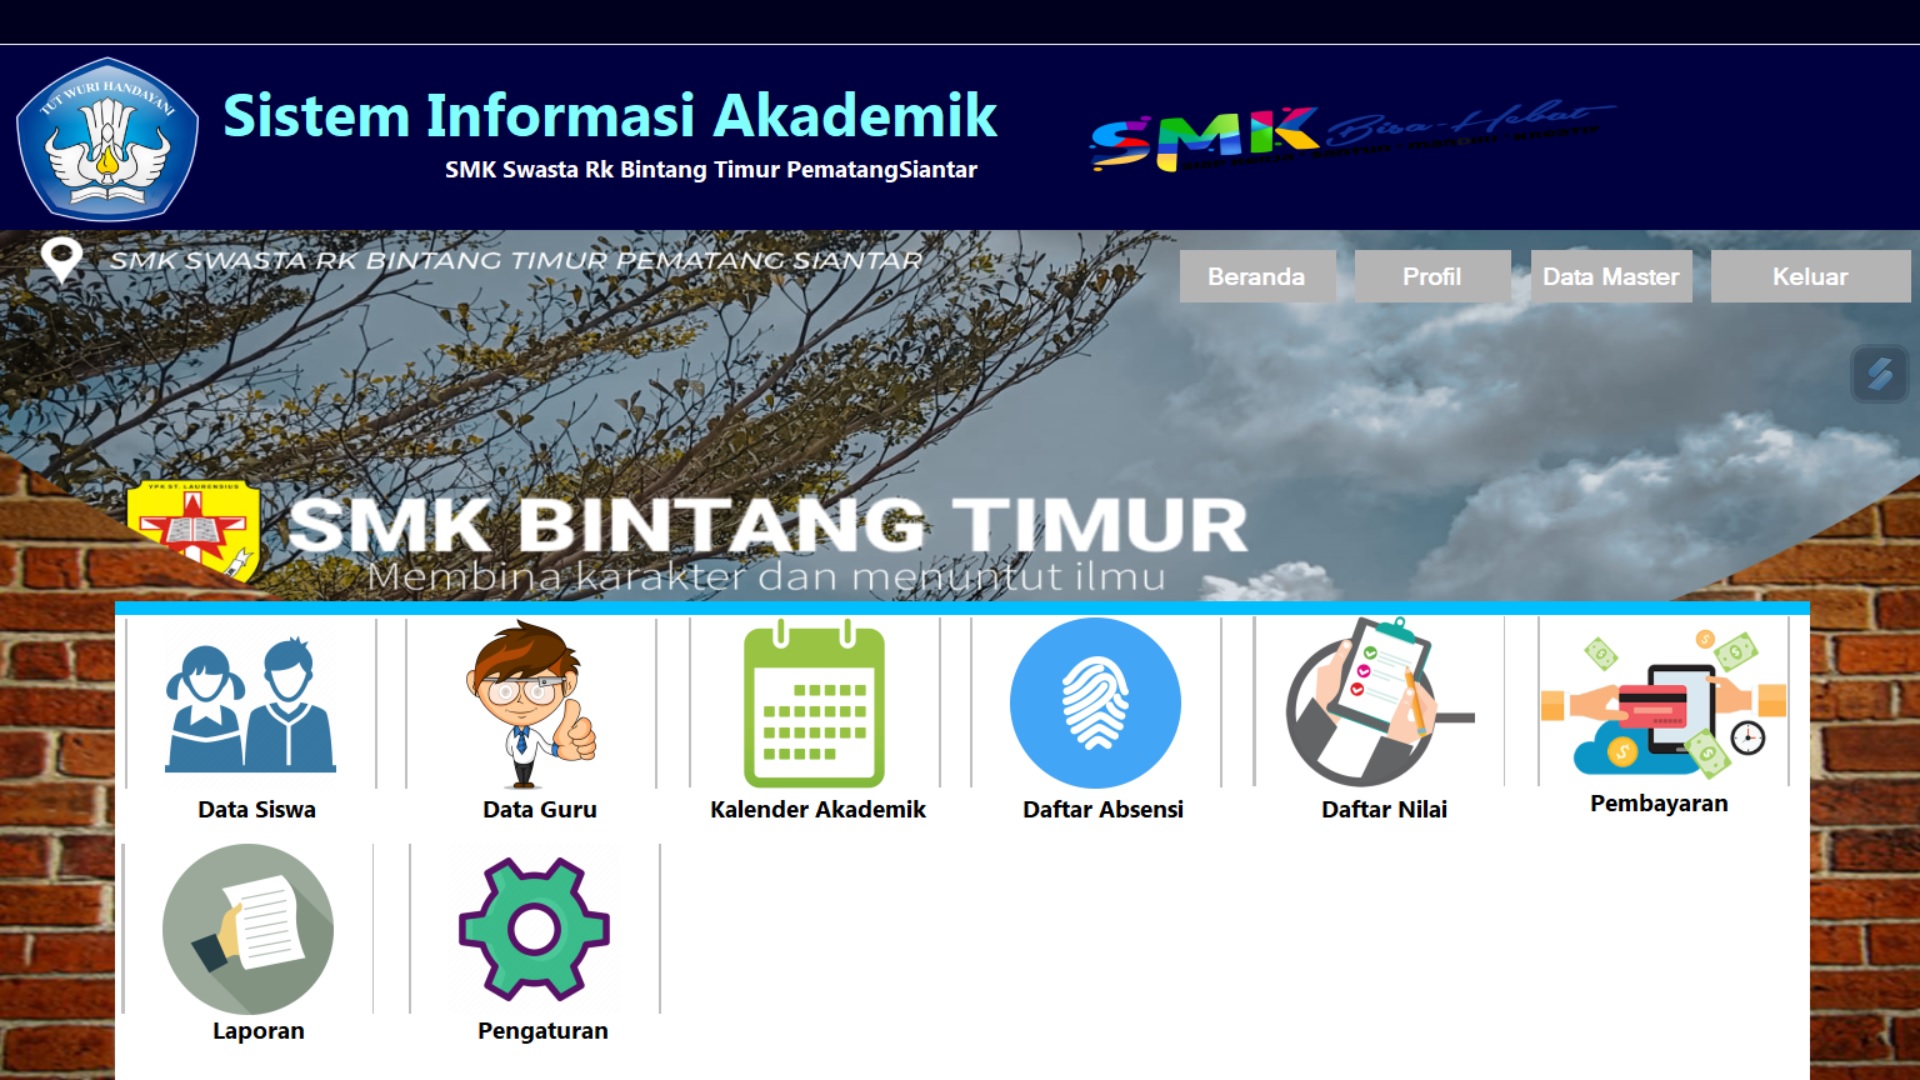 TUT WURI HANDAYANI
Sistem Informasi Akademik
SMK Swasta Rk Bintang Timur PematangSiantar
SMK Bisa-Hebat
SMK SWASTA RK BINTANG TIMUR PEMATANG SIANTAR
Beranda
Profil
Data Master
Keluar
YPK ST. LAURENSIUS
SMK BINTANG TIMUR
Membina karakter dan menuntut ilmu
Data Siswa
Data Guru
Kalender Akademik
Daftar Absensi
Daftar Nilai
Pembayaran
Laporan
Pengaturan